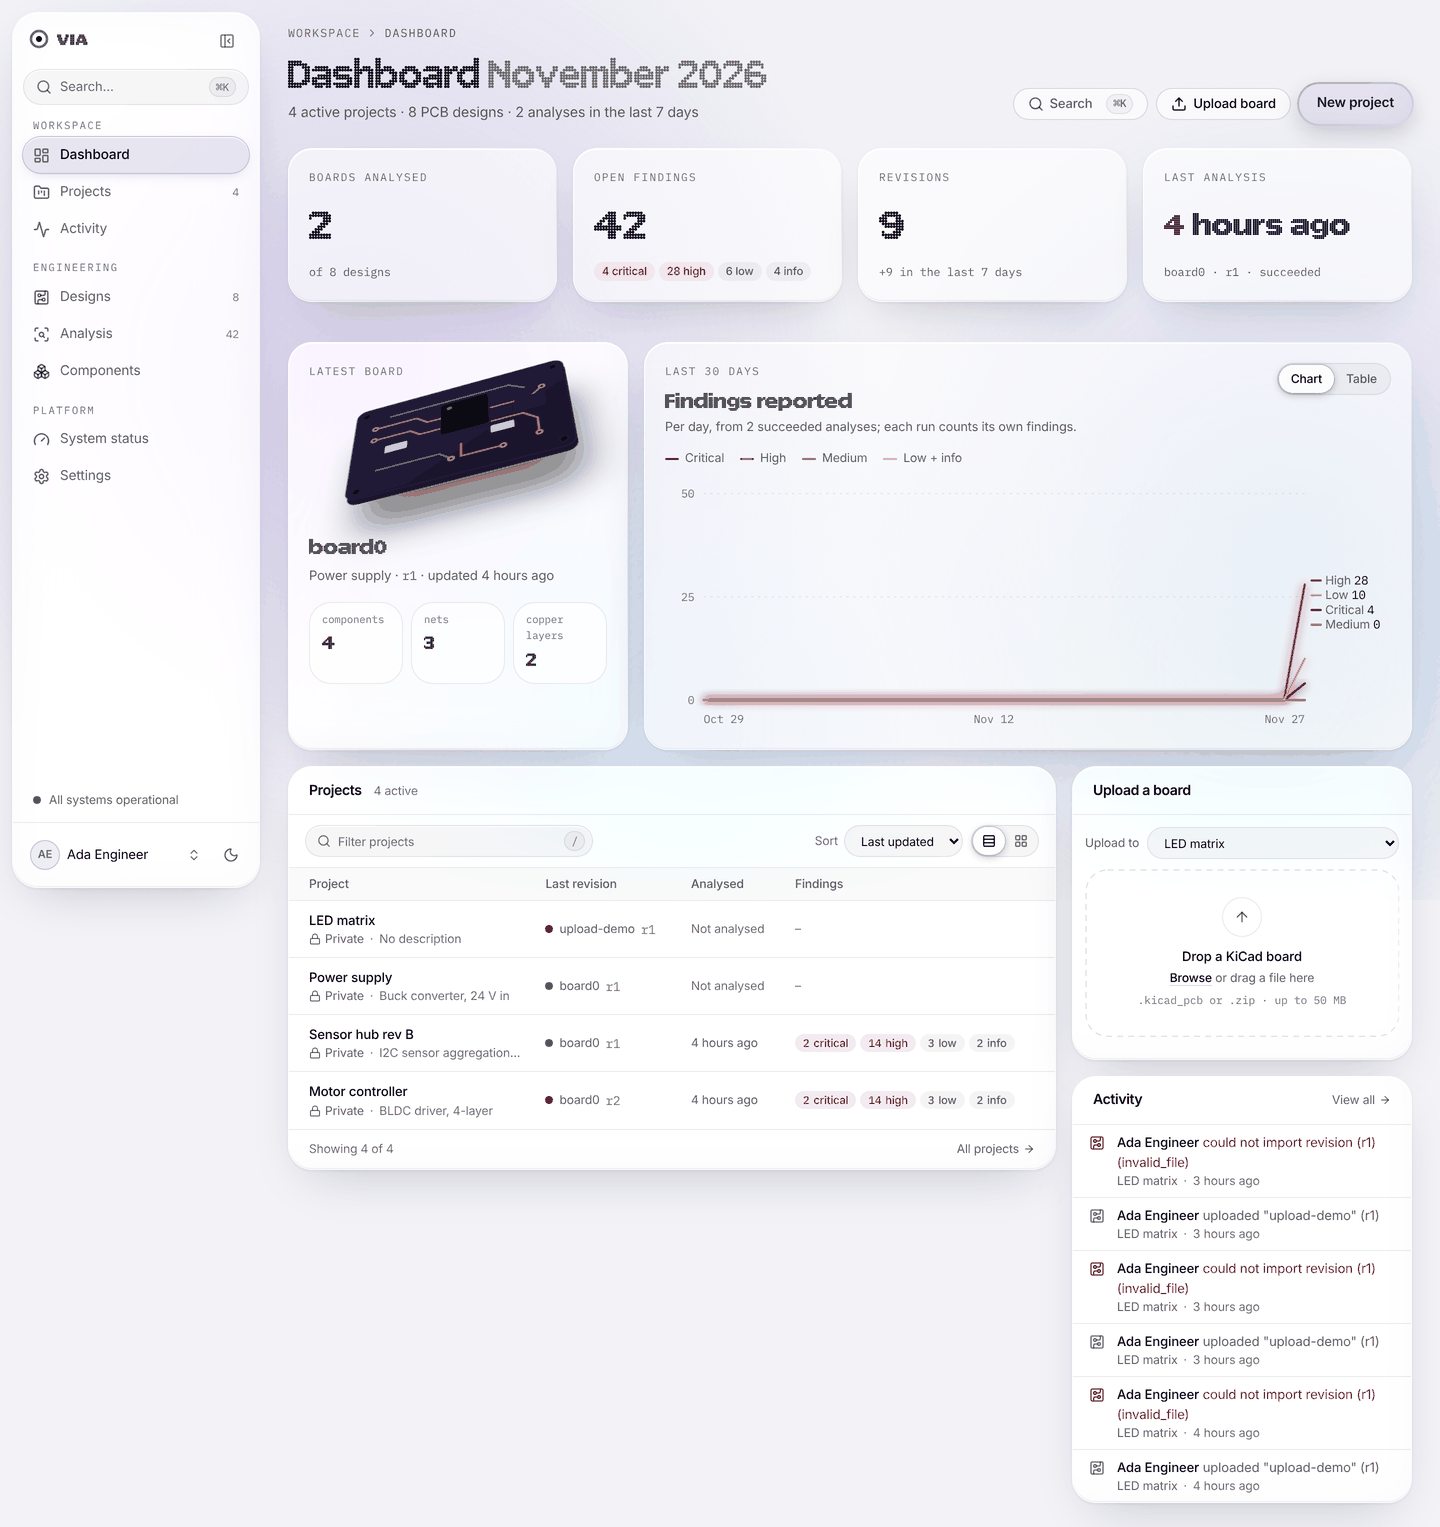 VIA
Search...
⌘K
WORKSPACE
Dashboard
Projects 4
Activity
ENGINEERING
Designs 8
Analysis 42
Components
PLATFORM
System status
Settings
All systems operational
AE Ada Engineer
WORKSPACE > DASHBOARD
Dashboard November 2026
4 active projects · 8 PCB designs · 2 analyses in the last 7 days
Search ⌘K
Upload board
New project
BOARDS ANALYSED
2
of 8 designs
OPEN FINDINGS
42
4 critical 28 high 6 low 4 info
REVISIONS
9
+9 in the last 7 days
LAST ANALYSIS
4 hours ago
board0 · r1 · succeeded
LATEST BOARD
board0
Power supply · r1 · updated 4 hours ago
components
4
nets
3
copper
layers
2
LAST 30 DAYS
Findings reported
Per day, from 2 succeeded analyses; each run counts its own findings.
Chart Table
Critical High Medium Low + info
50
25
0
Oct 29 Nov 12 Nov 27
High 28
Low 10
Critical 4
Medium 0
Projects 4 active
Filter projects /
Sort Last updated
Project Last revision Analysed Findings
LED matrix
Private · No description
upload-demo r1 Not analysed –
Power supply
Private · Buck converter, 24 V in
board0 r1 Not analysed –
Sensor hub rev B
Private · I2C sensor aggregation...
board0 r1 4 hours ago 2 critical 14 high 3 low 2 info
Motor controller
Private · BLDC driver, 4-layer
board0 r2 4 hours ago 2 critical 14 high 3 low 2 info
Showing 4 of 4
All projects →
Upload a board
Upload to LED matrix
Drop a KiCad board
Browse or drag a file here
.kicad_pcb or .zip · up to 50 MB
Activity
View all →
Ada Engineer could not import revision (r1)
(invalid_file)
LED matrix · 3 hours ago
Ada Engineer uploaded "upload-demo" (r1)
LED matrix · 3 hours ago
Ada Engineer could not import revision (r1)
(invalid_file)
LED matrix · 3 hours ago
Ada Engineer uploaded "upload-demo" (r1)
LED matrix · 3 hours ago
Ada Engineer could not import revision (r1)
(invalid_file)
LED matrix · 4 hours ago
Ada Engineer uploaded "upload-demo" (r1)
LED matrix · 4 hours ago